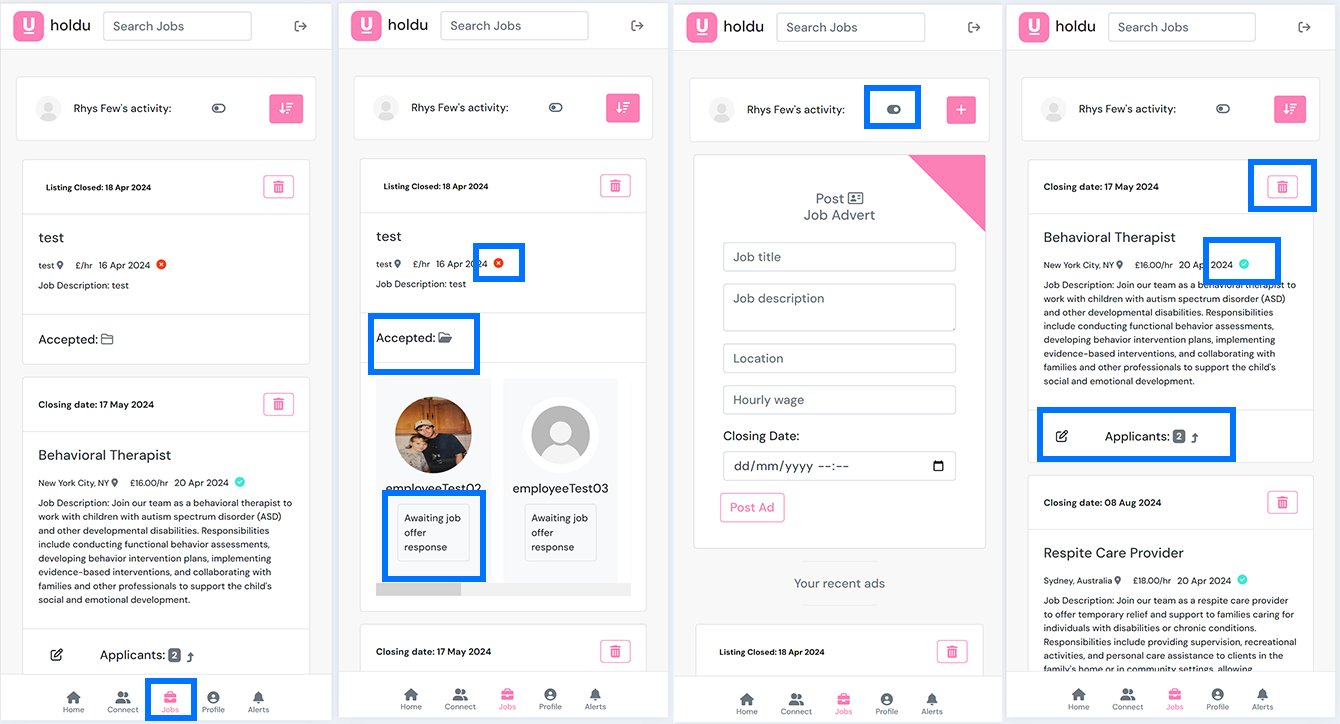 holdu
Search Jobs
Rhys Few's activity:
Listing Closed: 18 Apr 2024
test
test £/hr 16 Apr 2024
Job Description: test
Accepted:
Closing date: 17 May 2024
Behavioral Therapist
New York City, NY £16.00/hr 20 Apr 2024
Job Description: Join our team as a behavioral therapist to
work with children with autism spectrum disorder (ASD)
and other developmental disabilities. Responsibilities
include conducting functional behavior assessments,
developing behavior intervention plans, implementing
evidence-based interventions, and collaborating with
families and other professionals to support the child's
social and emotional development.
Applicants: 2
Home Connect Jobs Profile Alerts
holdu
Search Jobs
Rhys Few's activity:
Listing Closed: 18 Apr 2024
test
test £/hr 16 Apr 2024
Job Description: test
Accepted:
employeeTest02 employeeTest03
Awaiting job Awaiting job
offer offer
response response
Closing date: 17 May 2024
Home Connect Jobs Profile Alerts
holdu
Search Jobs
Rhys Few's activity:
Post
Job Advert
Job title
Job description
Location
Hourly wage
Closing Date:
dd/mm/yyyy --:--
Post Ad
Your recent ads
Listing Closed: 18 Apr 2024
Home Connect Jobs Profile Alerts
holdu
Search Jobs
Rhys Few's activity:
Closing date: 17 May 2024
Behavioral Therapist
New York City, NY £16.00/hr 20 Apr 2024
Job Description: Join our team as a behavioral therapist to
work with children with autism spectrum disorder (ASD)
and other developmental disabilities. Responsibilities
include conducting functional behavior assessments,
developing behavior intervention plans, implementing
evidence-based interventions, and collaborating with
families and other professionals to support the child's
social and emotional development.
Applicants: 2
Closing date: 08 Aug 2024
Respite Care Provider
Sydney, Australia £18.00/hr 20 Apr 2024
Job Description: Join our team as a respite care provider
to offer temporary relief and support to families caring for
individuals with disabilities or chronic conditions.
Responsibilities include providing supervision, recreational
activities, and personal care assistance to clients in the
family's home or in community settings, allowing
Home Connect Jobs Profile Alerts